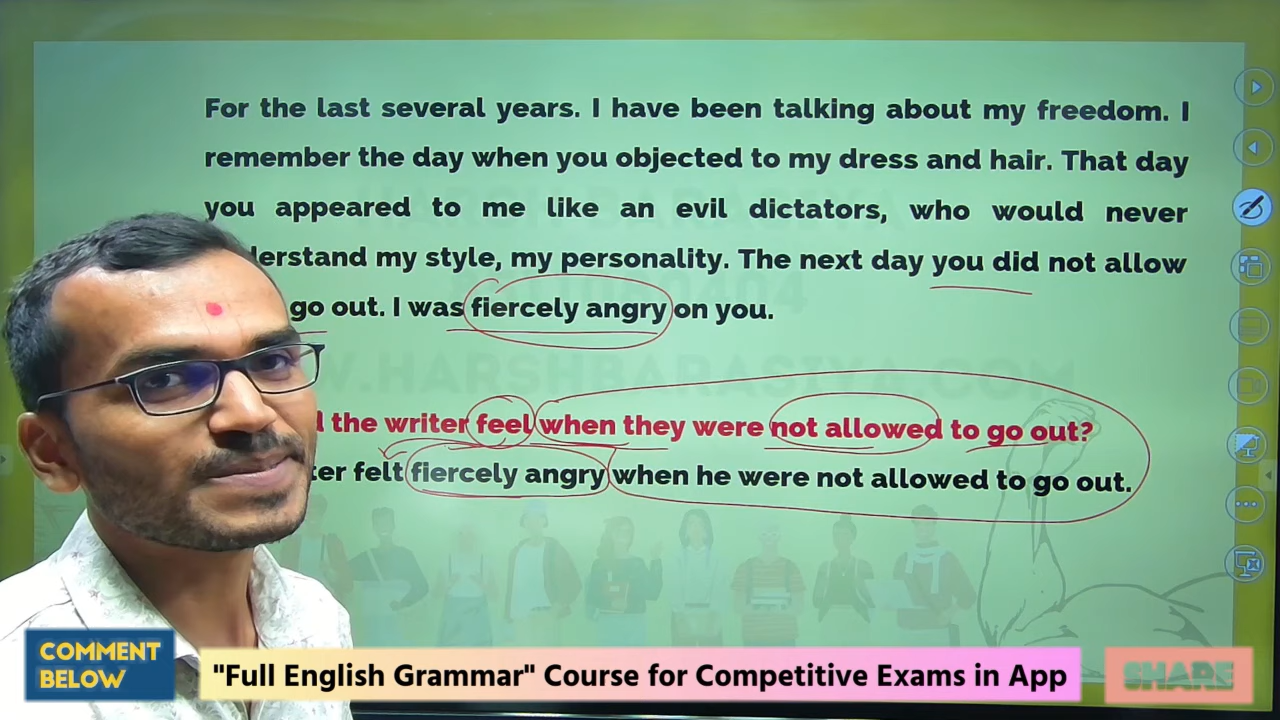 For the last several years. I have been talking about my freedom. I
remember the day when you objected to my dress and hair. That day
you appeared to me like an evil dictators, who would never
derstand my style, my personality. The next day you did not allow
go out. I was fiercely angry on you.
WWW.HARSHBARASIYA.COM
the writer feel when they were not allowed to go out?
ter felt fiercely angry when he were not allowed to go out.
COMMENT
BELOW
"Full English Grammar" Course for Competitive Exams in App
SHARE